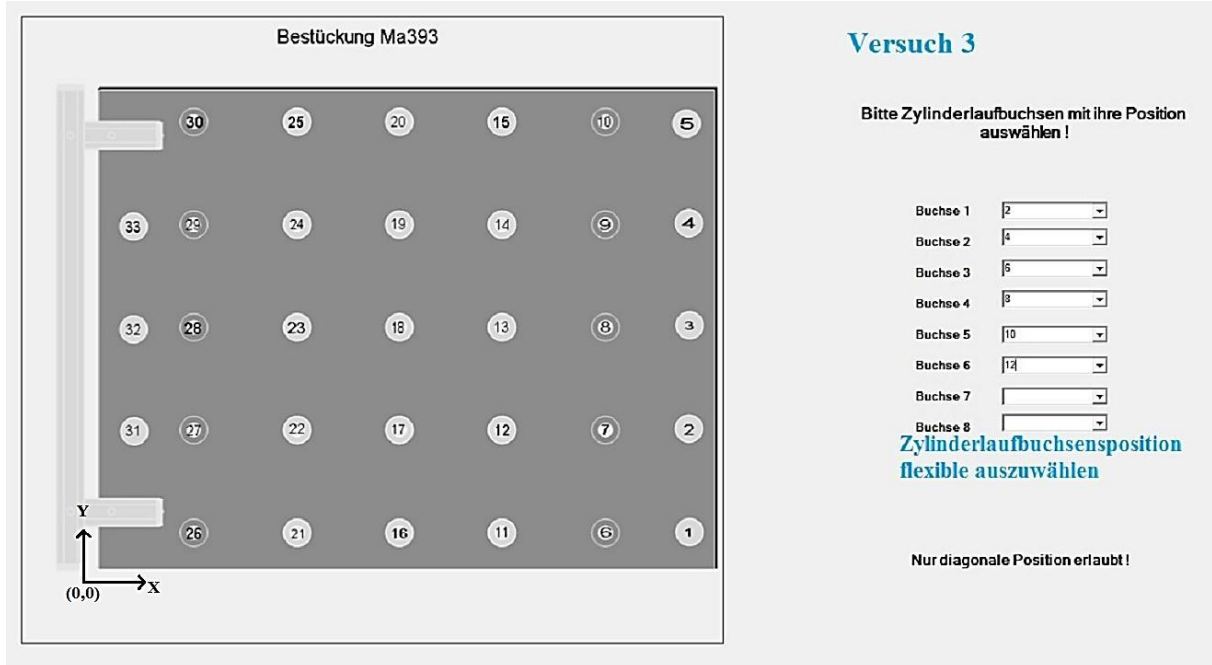 Bestückung Ma393
Versuch 3
Bitte Zylinderlaufbuchsen mit ihre Position
auswählen !
30 25 20 15 10 5
33 29 24 19 14 9 4
32 28 23 18 13 8 3
31 27 22 17 12 7 2
26 21 16 11 6 1
Y
X
(0,0)
Buchse 1 2
Buchse 2 4
Buchse 3 6
Buchse 4 8
Buchse 5 10
Buchse 6 12
Buchse 7
Buchse 8
Zylinderlaufbuchsensposition
flexible auszuwählen
Nur diagonale Position erlaubt !